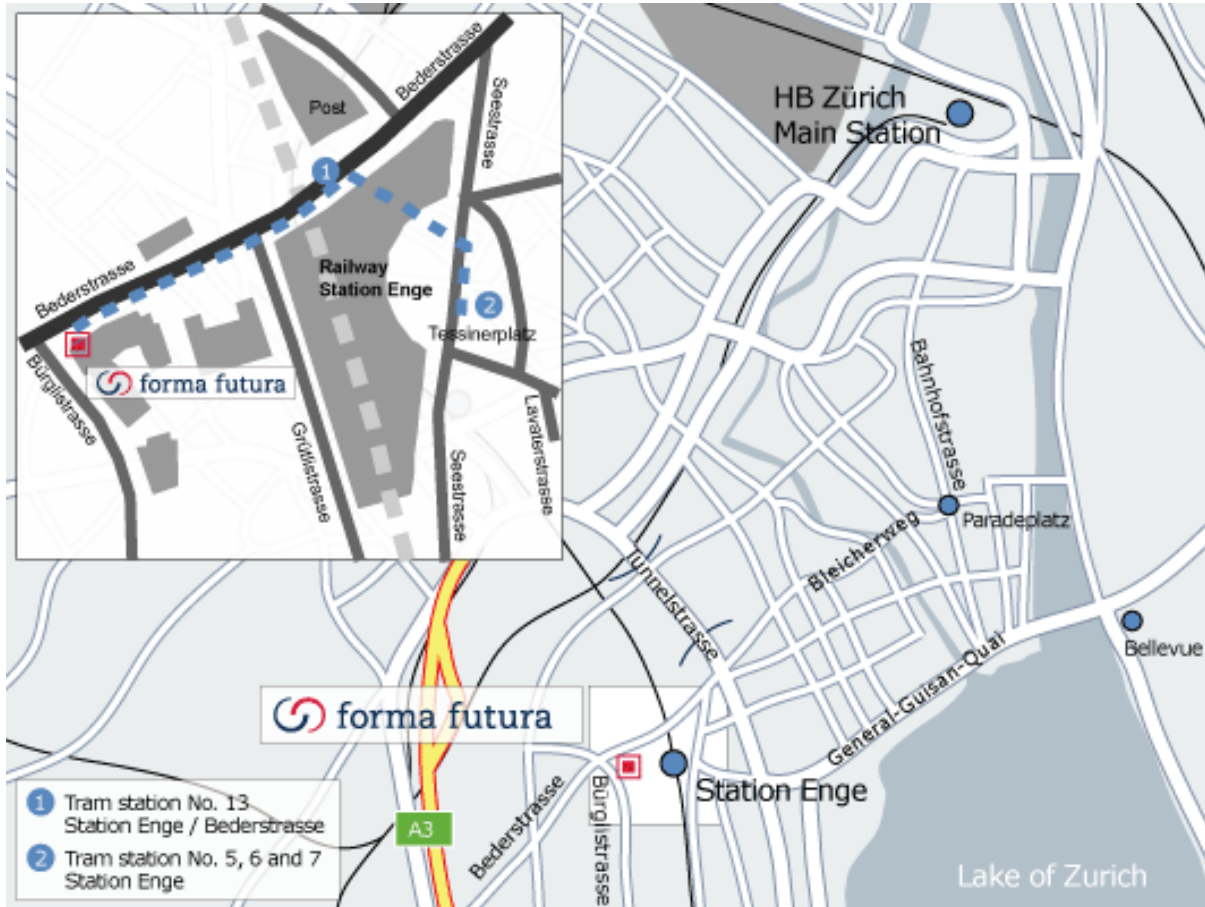 Bederstrasse
Seestrasse
Post
1
Railway
Station Enge
2
Tessinerplatz
Bederstrasse
Bürglistrasse
forma futura
Grütlistrasse
Seestrasse
Lavaterstrasse
HB Zürich
Main Station
Bahnhofstrasse
Paradeplatz
Bleicherweg
Tunnelstrasse
Bellevue
General-Guisan-Quai
forma futura
Station Enge
Bederstrasse
Bürglistrasse
A3
1 Tram station No. 13
Station Enge / Bederstrasse
2 Tram station No. 5, 6 and 7
Station Enge
Lake of Zurich